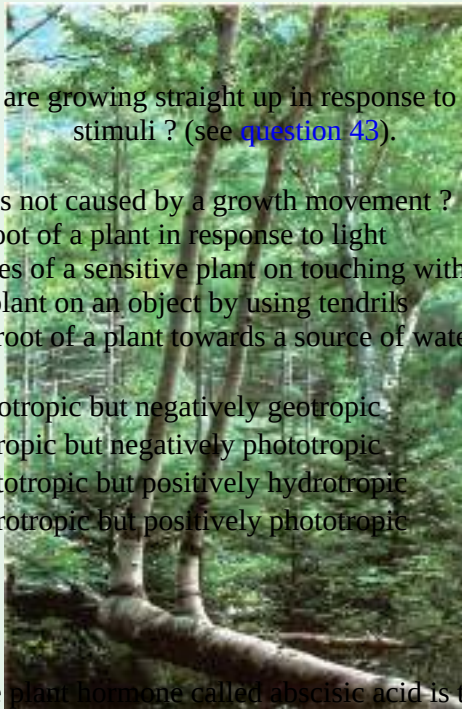 are growing straight up in response to
stimuli ? (see question 43).
s not caused by a growth movement ?
oot of a plant in response to light
es of a sensitive plant on touching with
plant on an object by using tendrils
root of a plant towards a source of wate
ototropic but negatively geotropic
ropic but negatively phototropic
totropic but positively hydrotropic
rotropic but positively phototropic
e plant hormone called abscisic acid is t